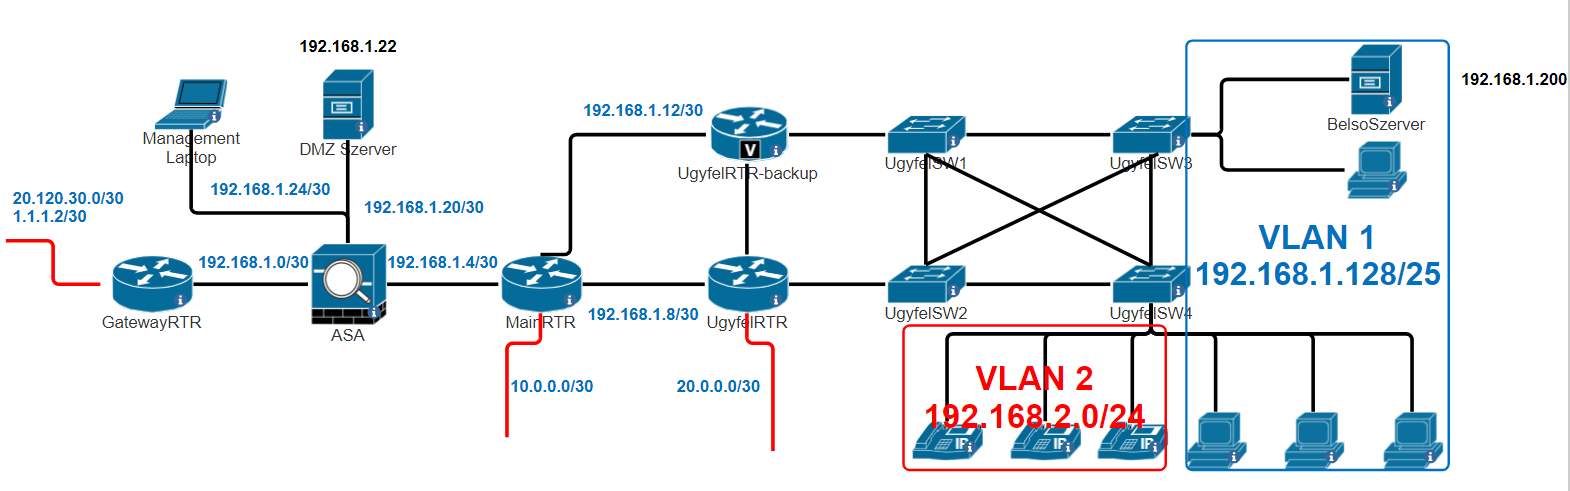 192.168.1.22
192.168.1.200
192.168.1.12/30
BelsoSzerver
Management
Laptop
DMZ Szerver
V
UgyfelRTR-backup
UgyfelSW1
UgyfelSW3
192.168.1.24/30
20.120.30.0/30
1.1.1.2/30
192.168.1.20/30
VLAN 1
192.168.1.128/25
192.168.1.0/30
192.168.1.4/30
GatewayRTR
ASA
MainRTR
192.168.1.8/30
UgyfelRTR
UgyfelSW2
UgyfelSW4
10.0.0.0/30
20.0.0.0/30
VLAN 2
192.168.2.0/24
IP
IP
IP